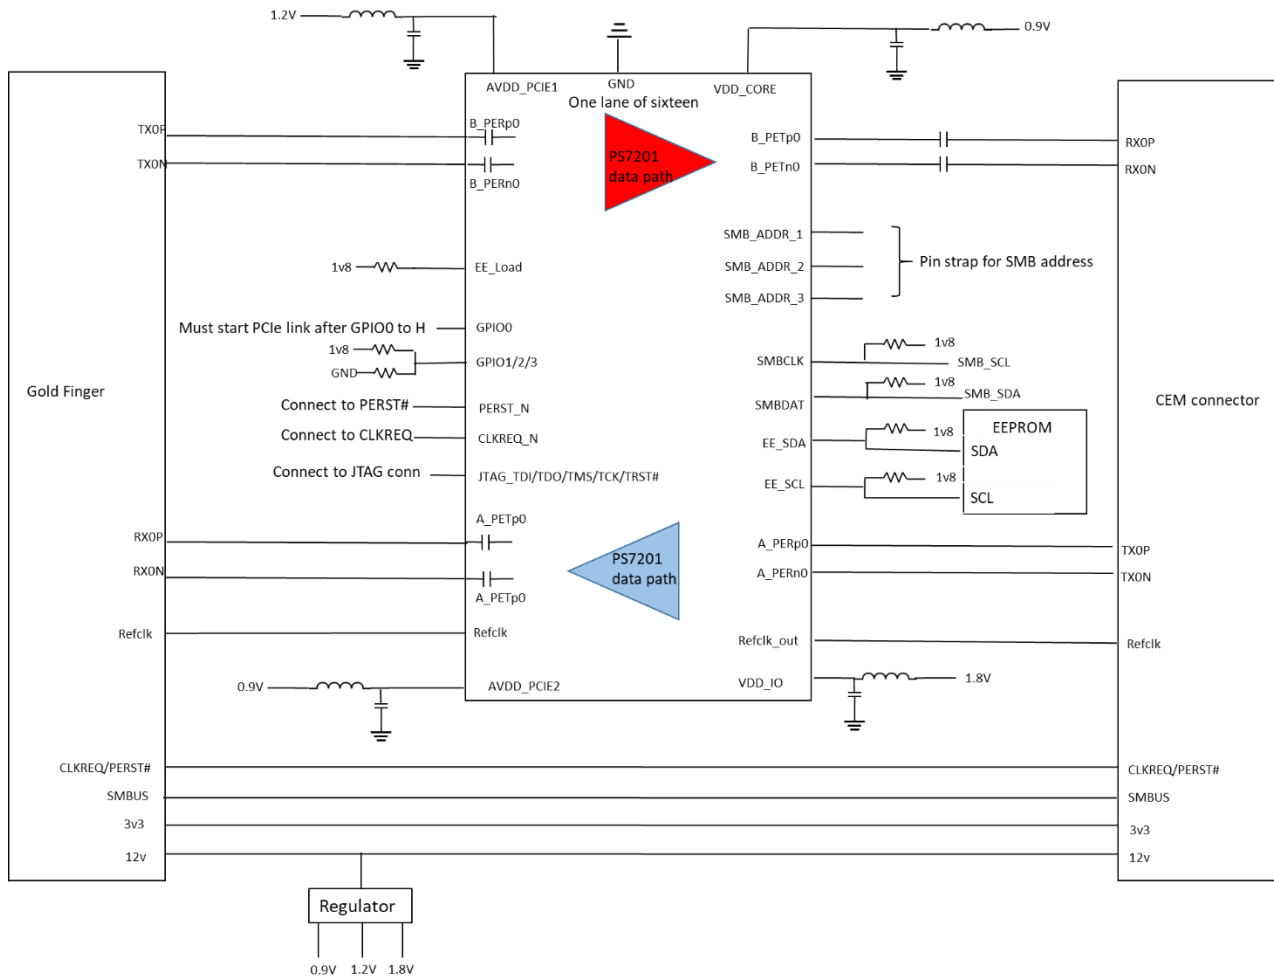 1.2V
0.9V
AVDD_PCIE1
GND
VDD_CORE
One lane of sixteen
TX0P
B_PERp0
B_PETp0
RX0P
TX0N
PS7201
data path
B_PETn0
RX0N
B_PERn0
SMB_ADDR_1
SMB_ADDR_2
SMB_ADDR_3
Pin strap for SMB address
1v8
EE_Load
Must start PCIe link after GPIO0 to H
GPIO0
1v8
GND
GPIO1/2/3
SMBCLK
1v8
SMB_SCL
Gold Finger
CEM connector
Connect to PERST#
PERST_N
SMBDAT
1v8
SMB_SDA
Connect to CLKREQ
CLKREQ_N
EE_SDA
1v8
EEPROM
SDA
Connect to JTAG conn
JTAG_TDI/TDO/TMS/TCK/TRST#
EE_SCL
1v8
SCL
A_PETp0
RX0P
A_PERp0
TX0P
RX0N
PS7201
data path
A_PERn0
TX0N
A_PETp0
Refclk
Refclk
Refclk_out
Refclk
0.9V
AVDD_PCIE2
VDD_IO
1.8V
CLKREQ/PERST#
CLKREQ/PERST#
SMBUS
SMBUS
3v3
3v3
12v
12v
Regulator
0.9V
1.2V
1.8V